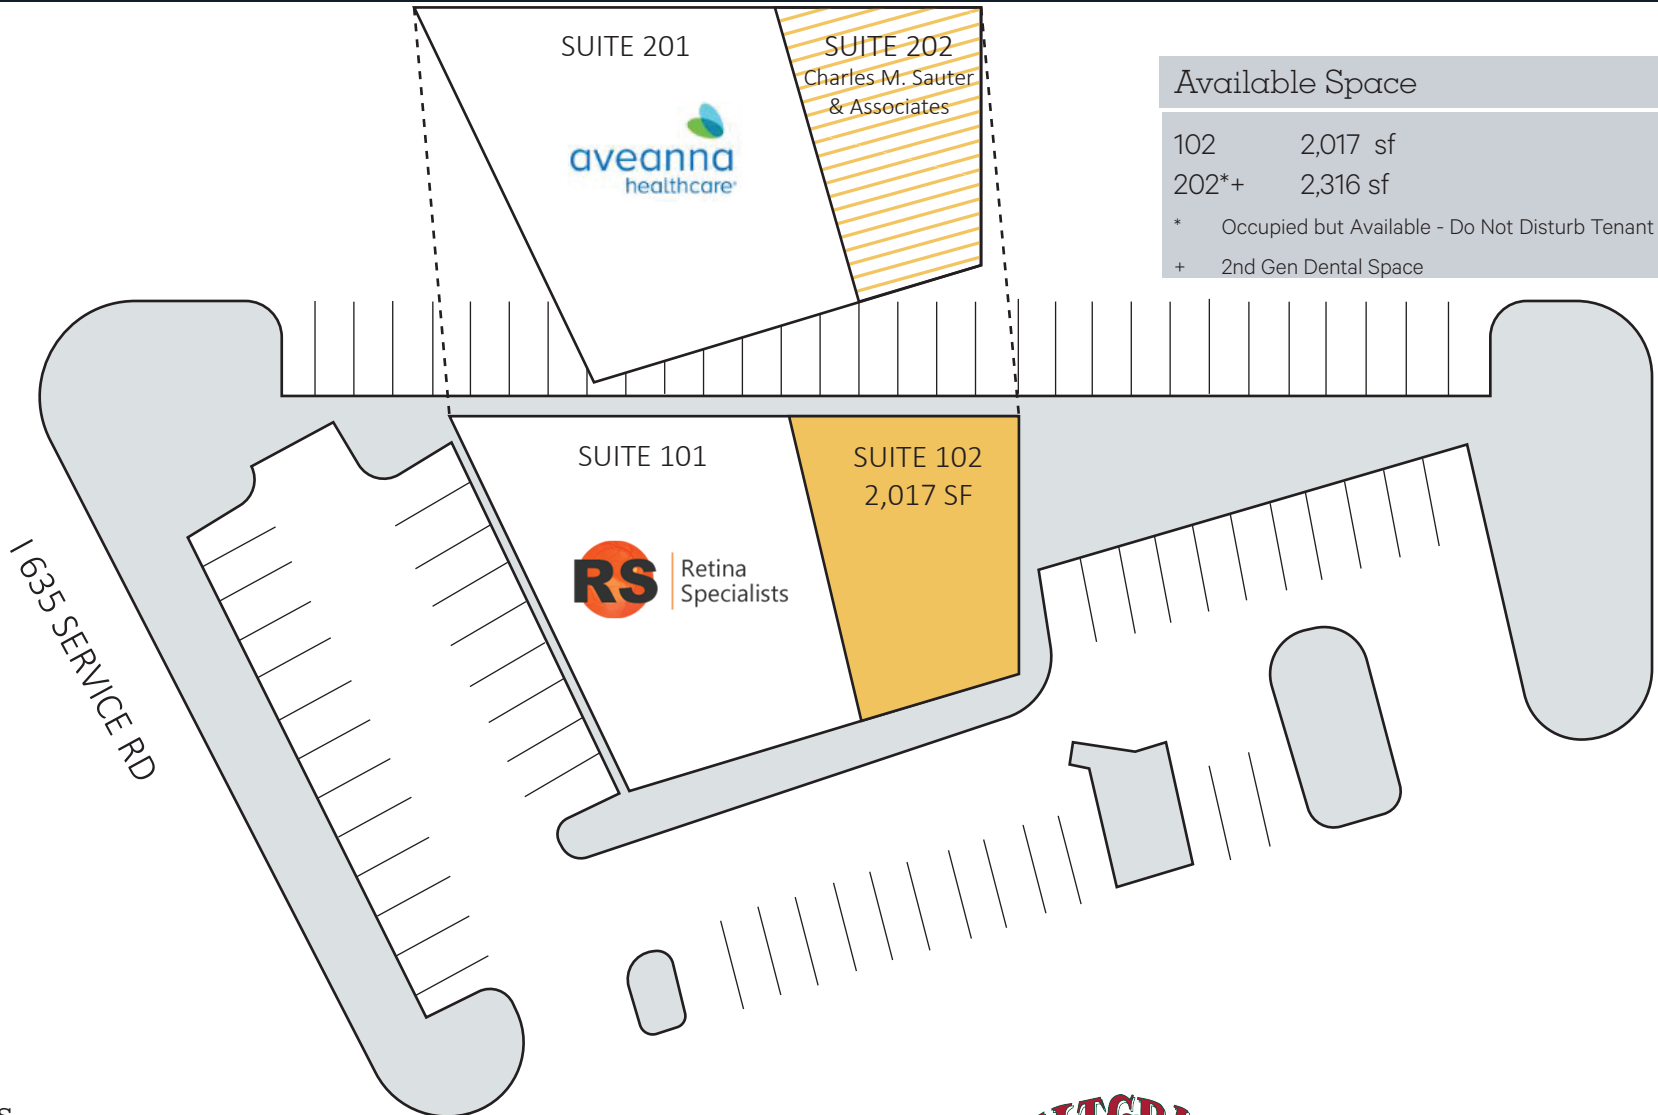 SUITE 201
aveanna
healthcare
SUITE 202
Charles M. Sauter
& Associates
Available Space
102 2,017 sf
202*+ 2,316 sf
* Occupied but Available - Do Not Disturb Tenant
+ 2nd Gen Dental Space
SUITE 101
RS
Retina
Specialists
SUITE 102
2,017 SF
I 635 SERVICE RD